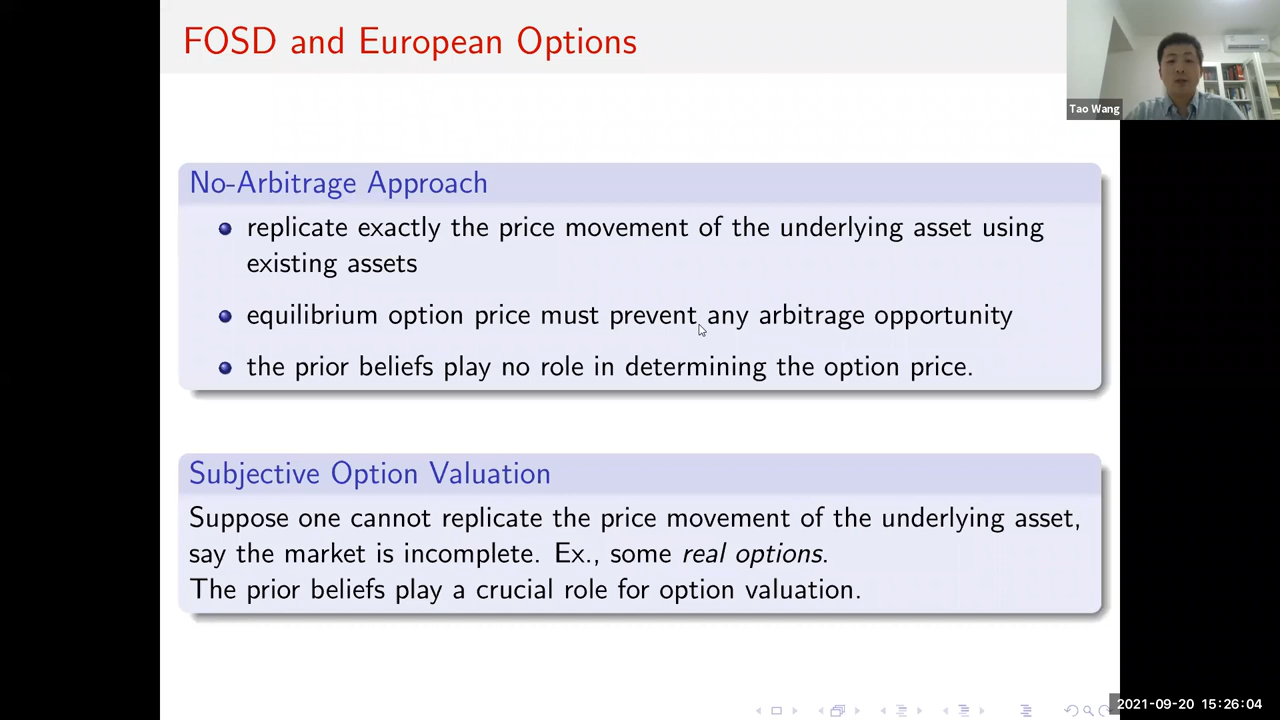 FOSD and European Options
Tao Wang
No-Arbitrage Approach
replicate exactly the price movement of the underlying asset using
existing assets
equilibrium option price must prevent any arbitrage opportunity
the prior beliefs play no role in determining the option price.
Subjective Option Valuation
Suppose one cannot replicate the price movement of the underlying asset,
say the market is incomplete. Ex., some real options.
The prior beliefs play a crucial role for option valuation.
2021-09-20 15:26:04